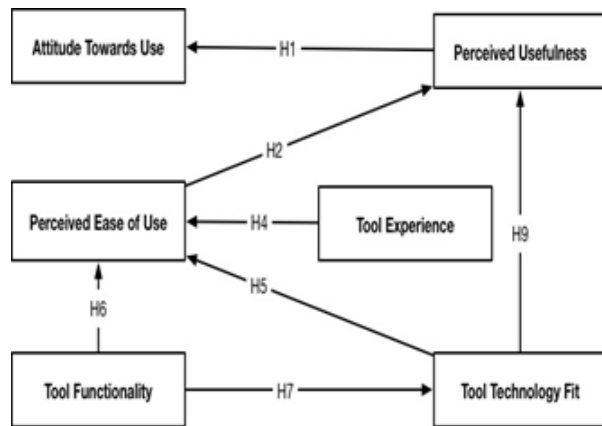 Attitude Towards Use
H1
Perceived Usefulness
H2
Perceived Ease of Use
H4
Tool Experience
H9
H5
H6
Tool Functionality
H7
Tool Technology Fit